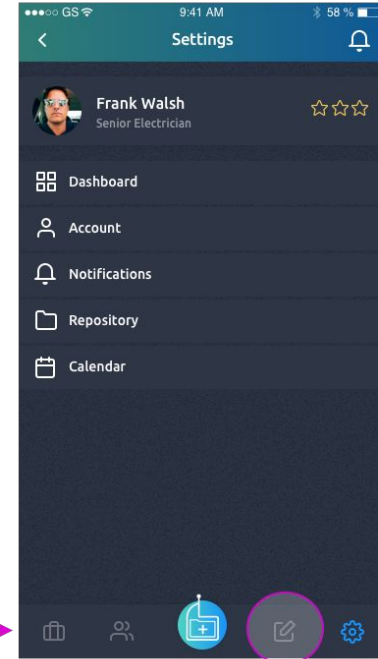 GS 9:41 AM 58 %
Settings
Frank Walsh
Senior Electrician
Dashboard
Account
Notifications
Repository
Calendar